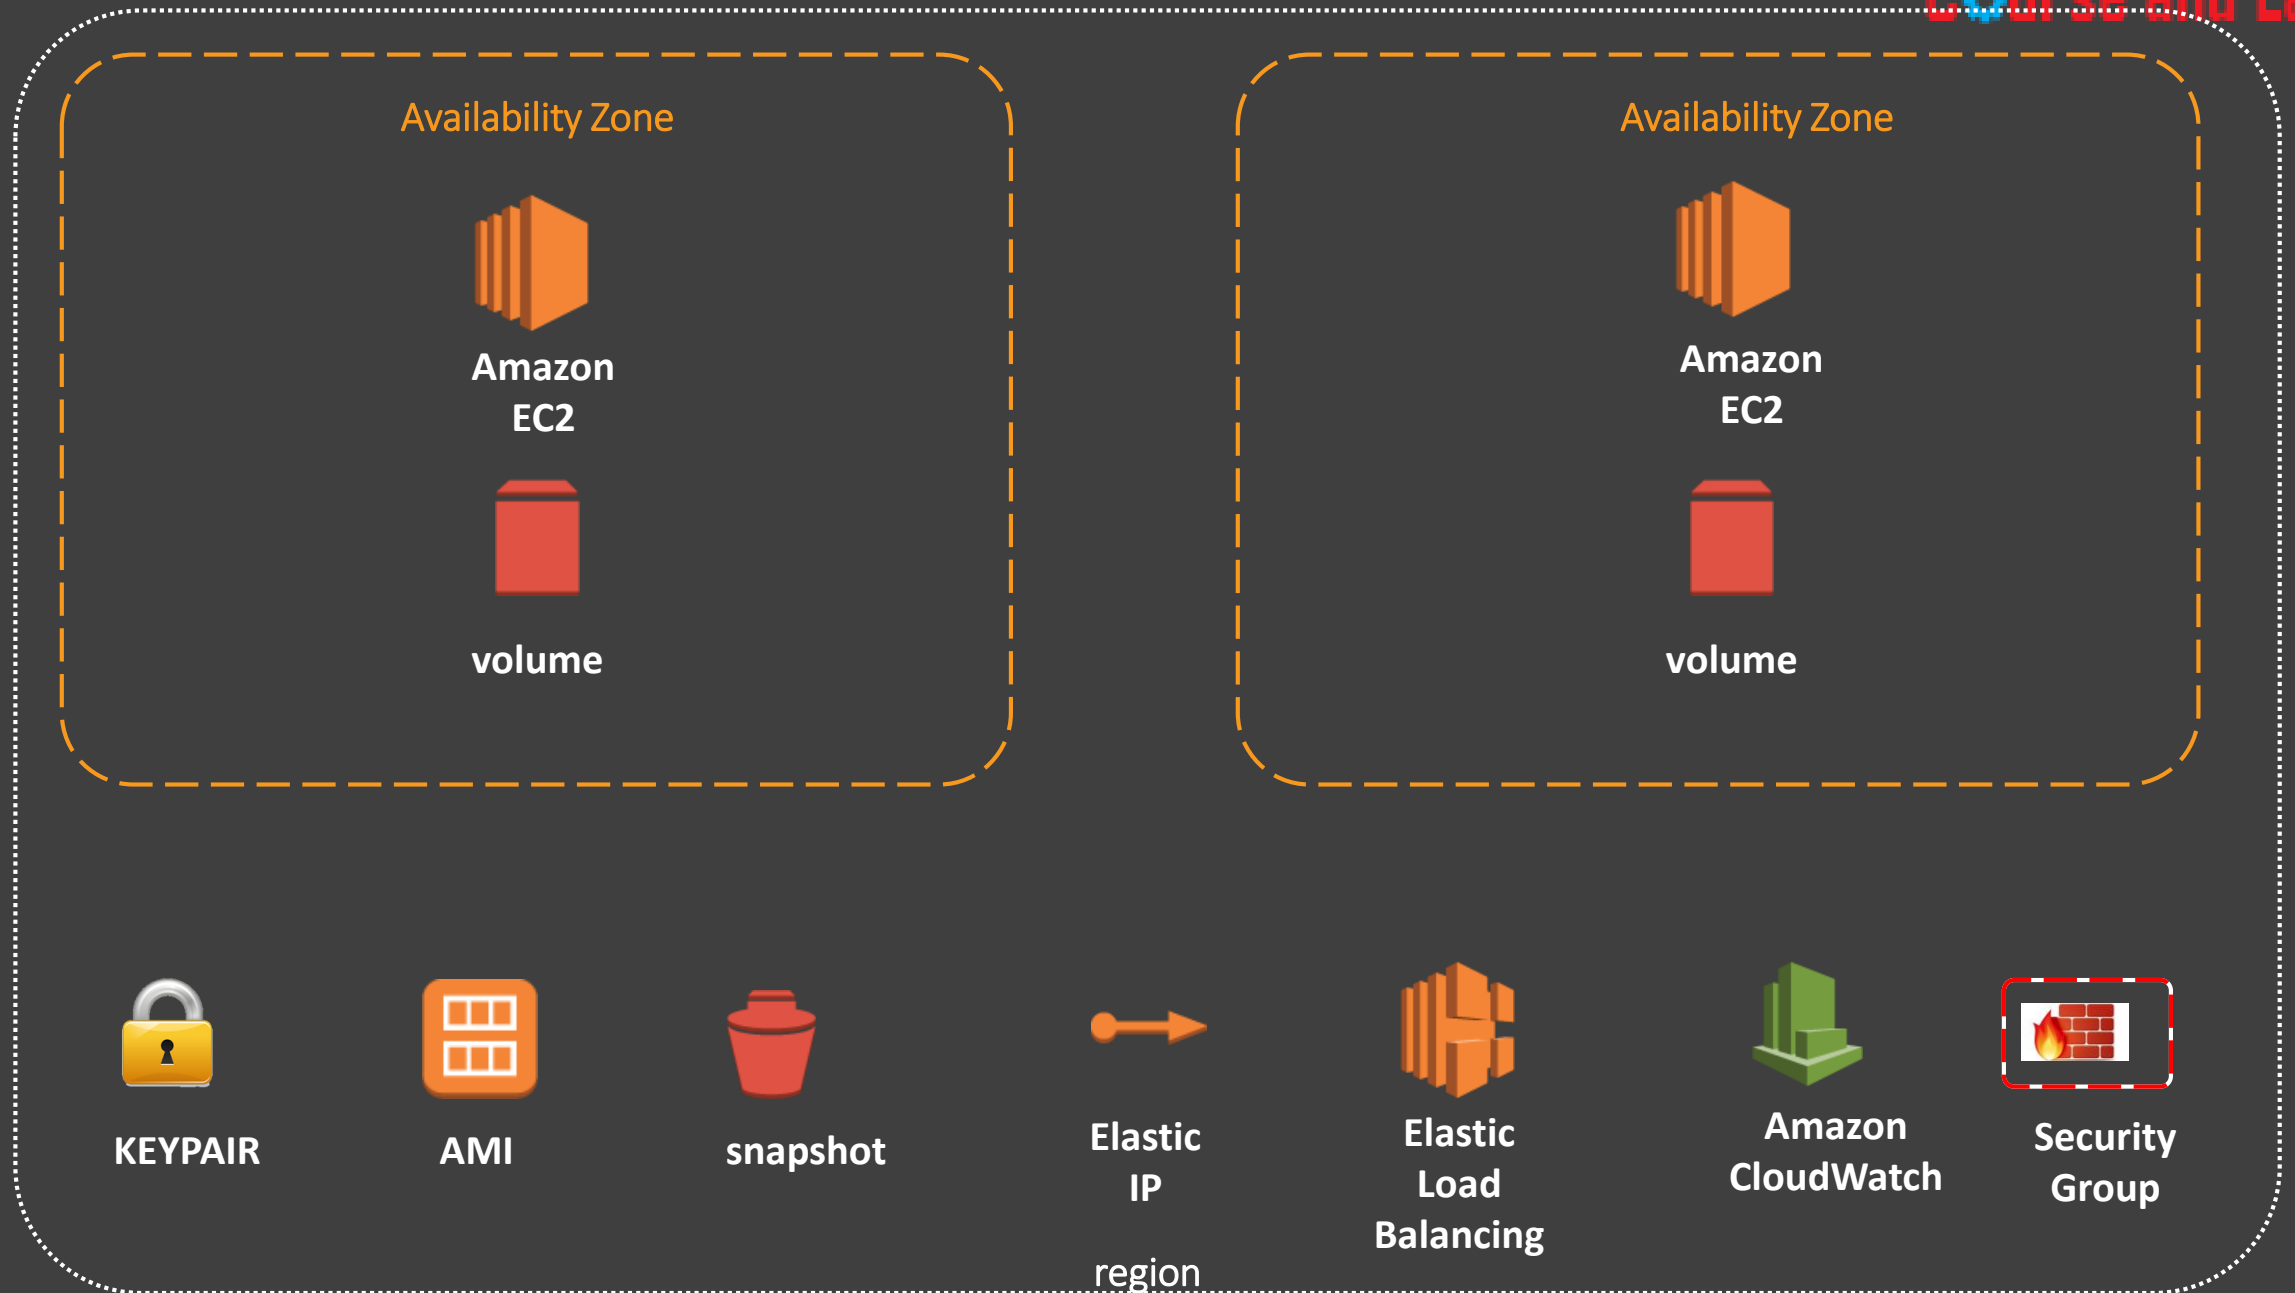 Availability Zone
Availability Zone
Amazon
EC2
Amazon
EC2
volume
volume
KEYPAIR
AMI
snapshot
Elastic
IP
Elastic
Load
Balancing
Amazon
CloudWatch
Security
Group
region